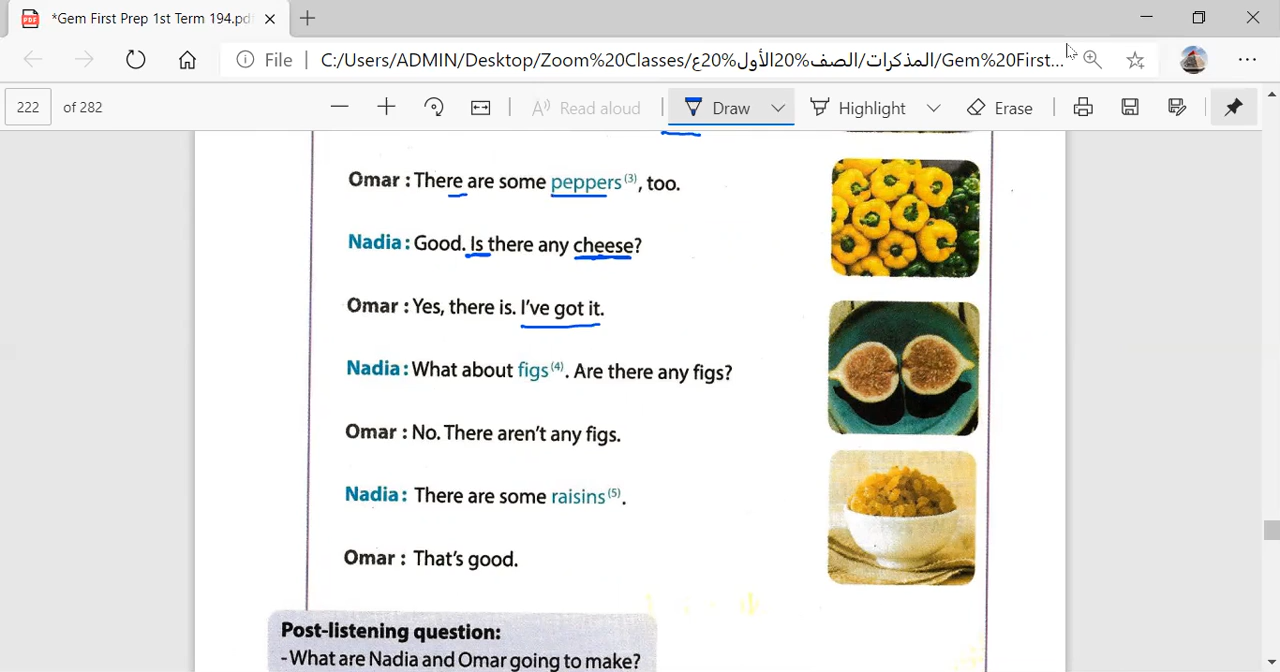 *Gem First Prep 1st Term 194.pd
File
C:/Users/ADMIN/Desktop/Zoom%20Classes/المذكرات/الصف%20الأول%20ع/Gem%20First...
222 of 282
Read aloud
Draw
Highlight
Erase
Omar : There are some peppers (3), too.
Nadia : Good. Is there any cheese?
Omar : Yes, there is. I've got it.
Nadia : What about figs (4). Are there any figs?
Omar : No. There aren't any figs.
Nadia : There are some raisins (5).
Omar : That's good.
Post-listening question:
-What are Nadia and Omar going to make?